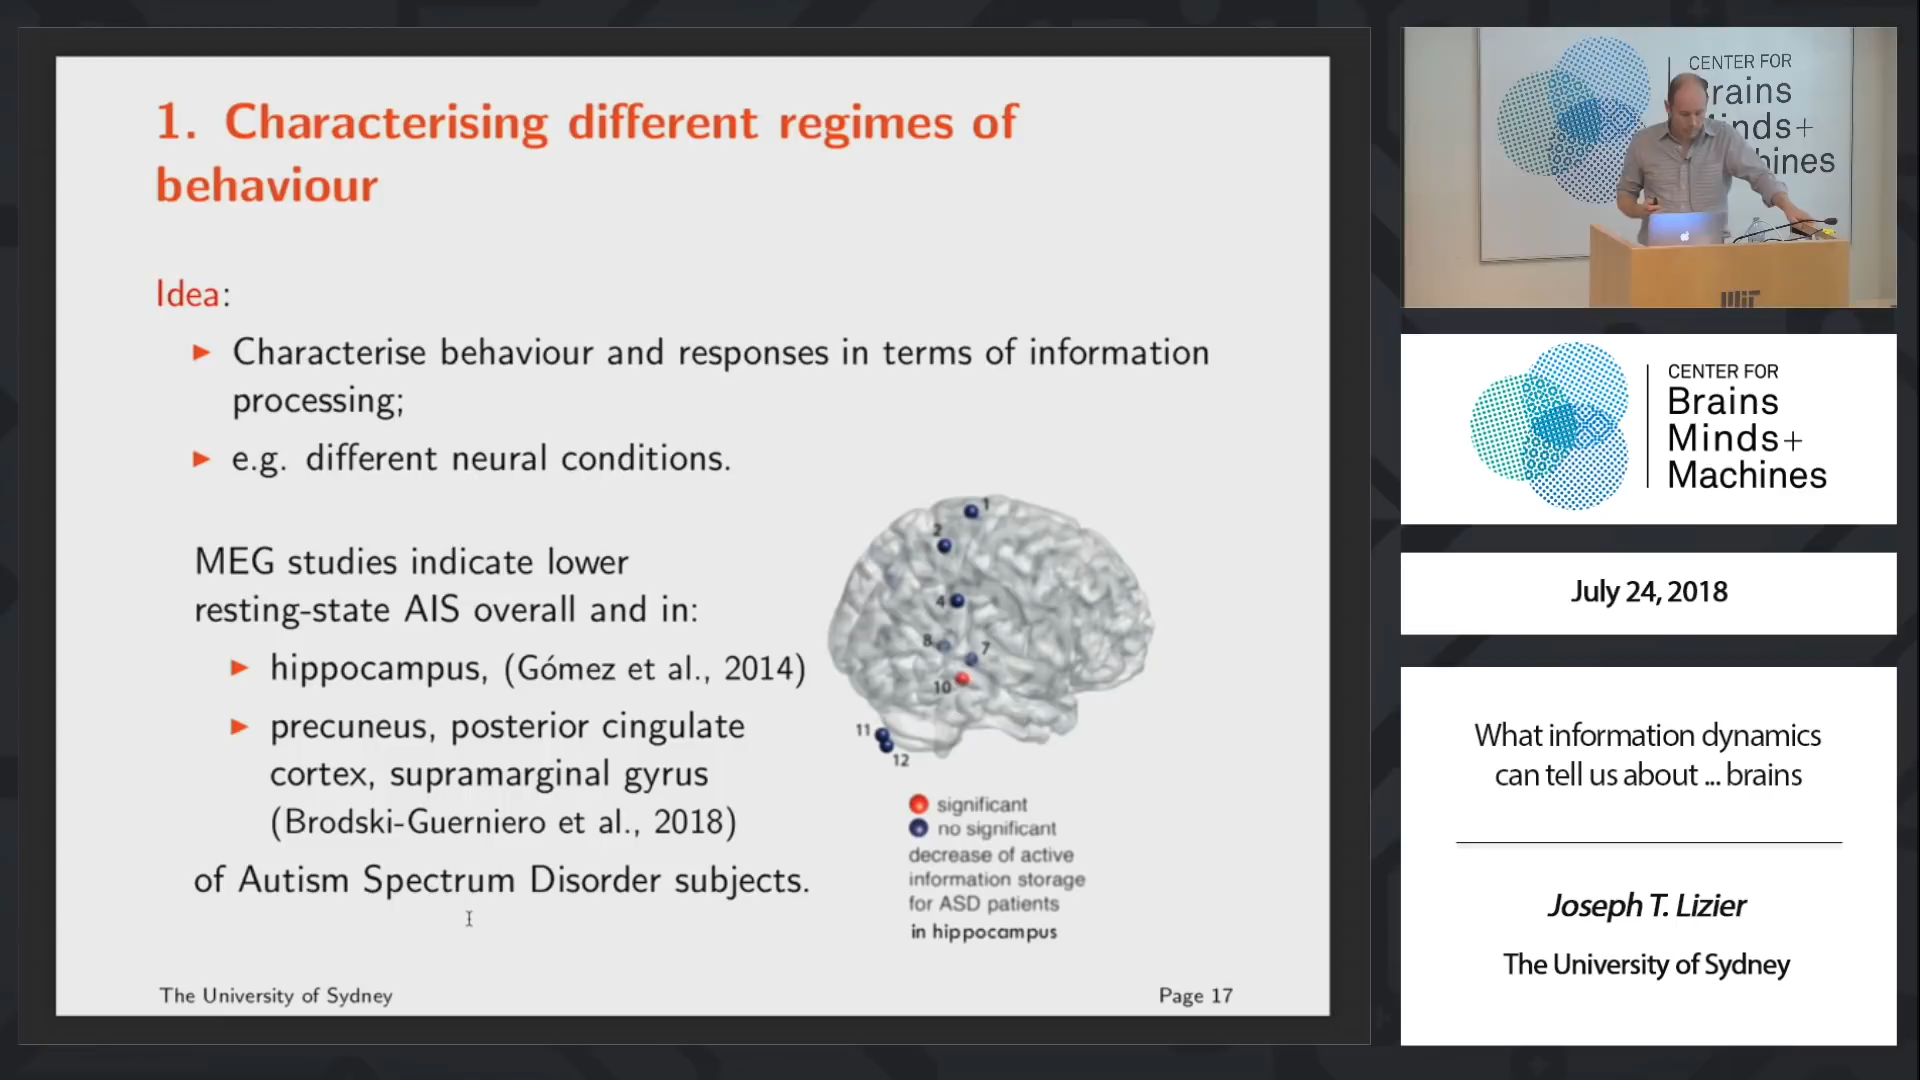 1. Characterising different regimes of
behaviour
Idea:
Characterise behaviour and responses in terms of information
processing;
e.g. different neural conditions.
MEG studies indicate lower
resting-state AIS overall and in:
hippocampus, (Gómez et al., 2014)
precuneus, posterior cingulate
cortex, supramarginal gyrus
(Brodski-Guerniero et al., 2018)
of Autism Spectrum Disorder subjects.
1
2
4
8
7
10
11
12
significant
no significant
decrease of active
information storage
for ASD patients
in hippocampus
The University of Sydney
Page 17
CENTER FOR
Brains
Minds+
Machines
MIT
CENTER FOR
Brains
Minds+
Machines
July 24, 2018
What information dynamics
can tell us about ... brains
Joseph T. Lizier
The University of Sydney